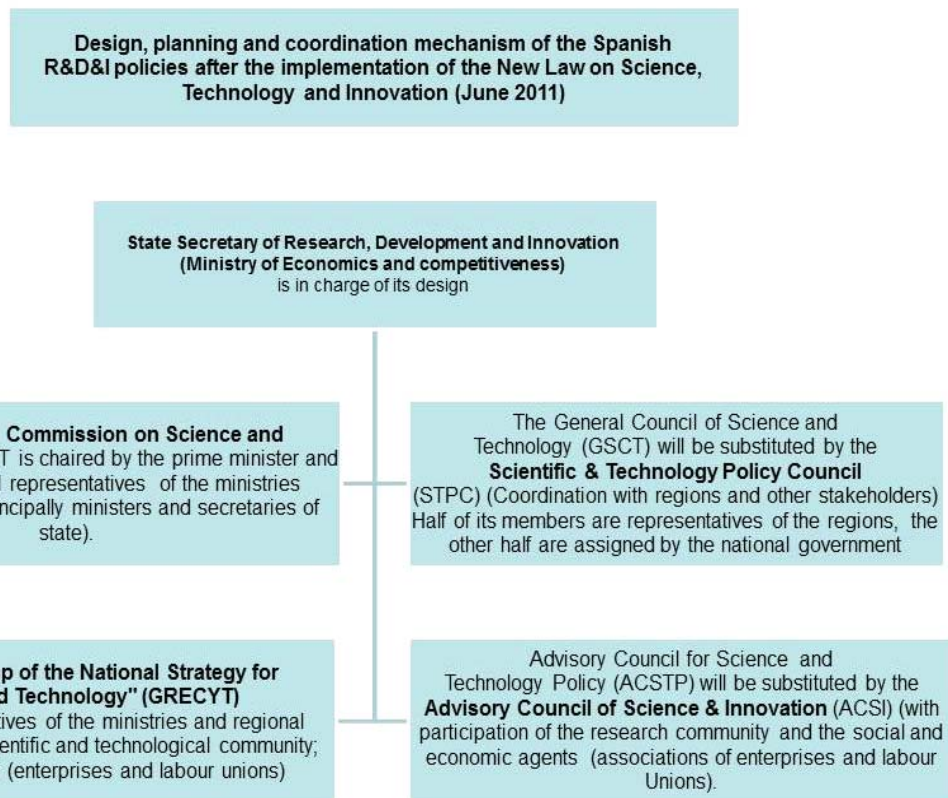 Design, planning and coordination mechanism of the Spanish
R&D&I policies after the implementation of the New Law on Science,
Technology and Innovation (June 2011)
State Secretary of Research, Development and Innovation
(Ministry of Economics and competitiveness)
is in charge of its design
Commission on Science and
is chaired by the prime minister and
representatives of the ministries
ministers and secretaries of
state).
The General Council of Science and
Technology (GSCT) will be substituted by the
Scientific & Technology Policy Council
(STPC) (Coordination with regions and other stakeholders)
Half of its members are representatives of the regions, the
other half are assigned by the national government
of the National Strategy for
Technology" (GRECYT)
of the ministries and regional
and technological community;
(enterprises and labour unions)
Advisory Council for Science and
Technology Policy (ACSTP) will be substituted by the
Advisory Council of Science & Innovation (ACSI) (with
participation of the research community and the social and
economic agents (associations of enterprises and labour
Unions).